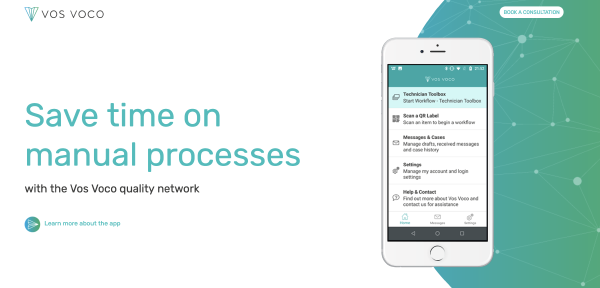 VOS VOCO
BOOK A CONSULTATION
Save time on
manual processes
with the Vos Voco quality network
Learn more about the app
VOS VOCO
Technician Toolbox
Start Workflow - Technician Toolbox
Scan a QR Label
Scan an item to begin a workflow
Messages & Cases
Manage drafts, received messages
and case history
Settings
Manage my account and login
settings
Help & Contact
Find out more about Vos Voco and
contact us for assistance
Home
Messages
Settings